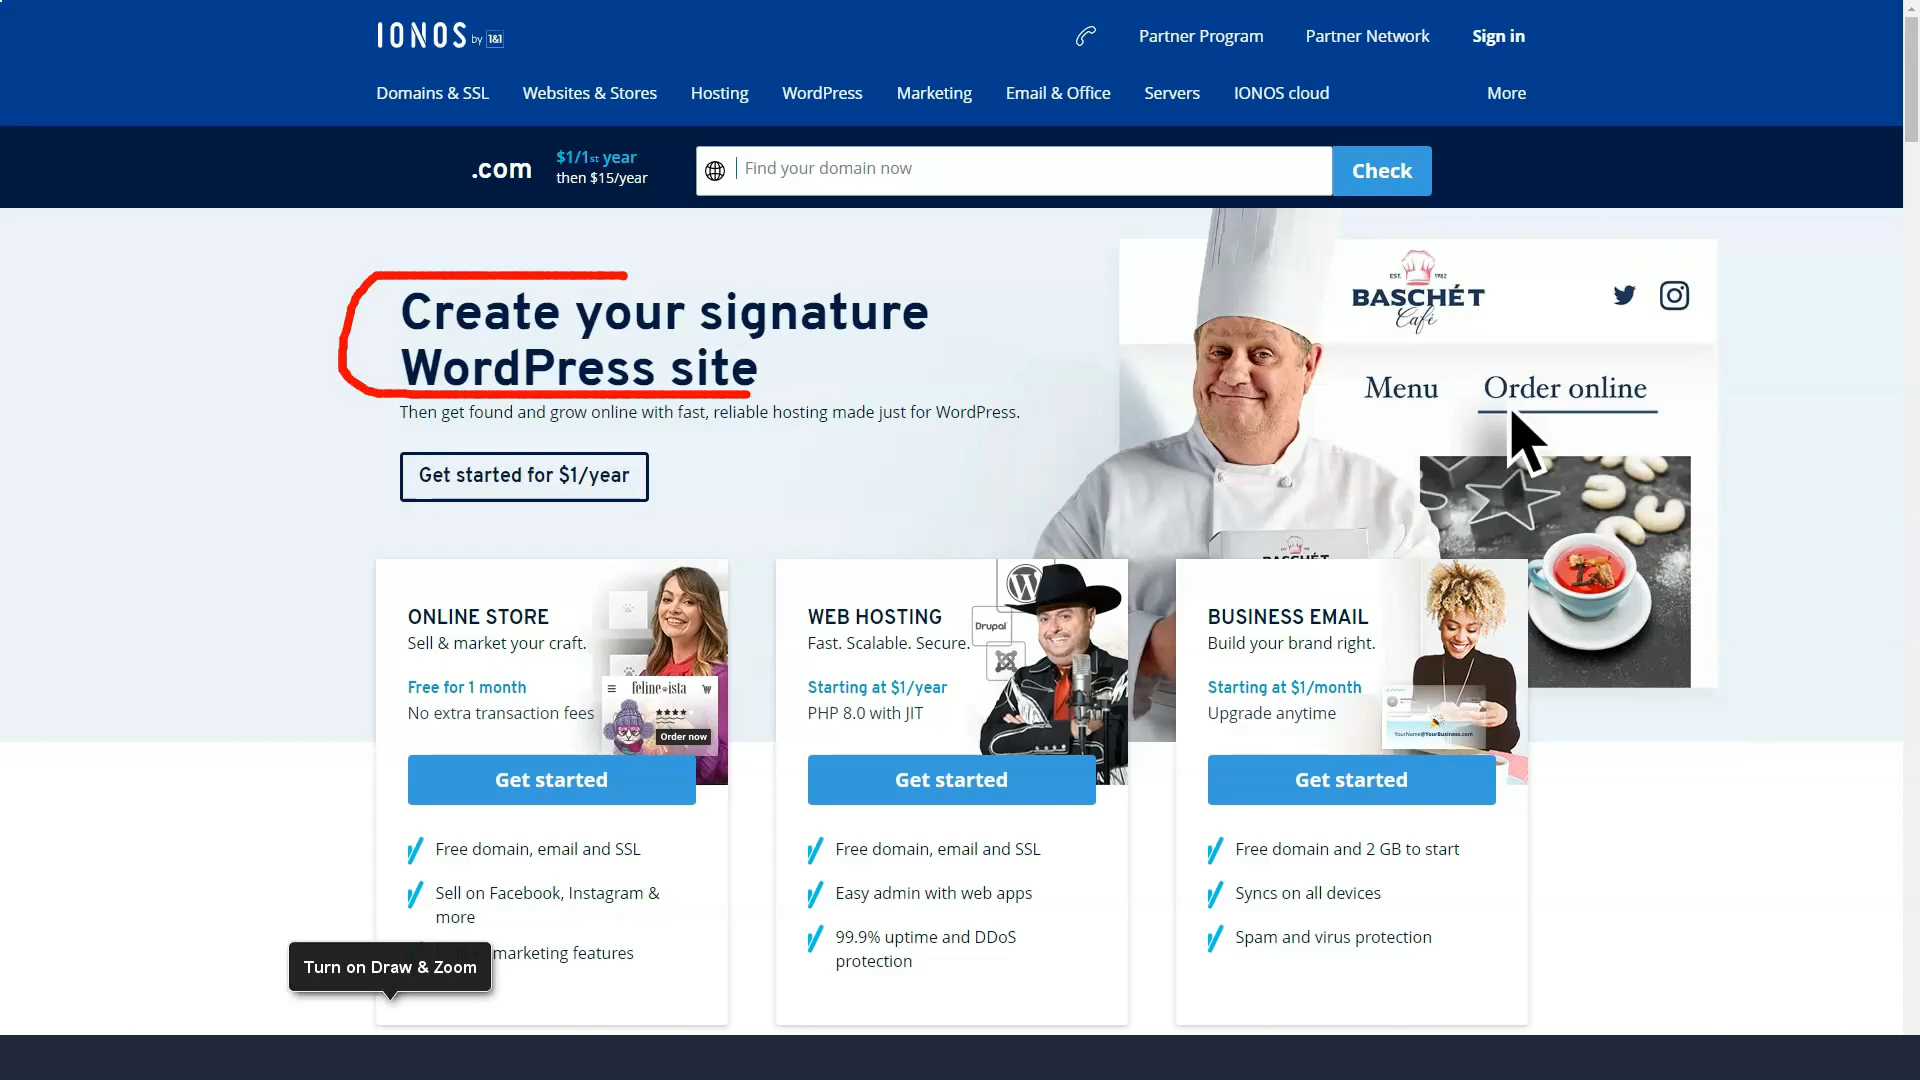 IONOS by 1&1
Partner Program
Partner Network
Sign in
Domains & SSL
Websites & Stores
Hosting
WordPress
Marketing
Email & Office
Servers
IONOS cloud
More
.com
$1/1st year
then $15/year
Find your domain now
Check
Create your signature
WordPress site
Then get found and grow online with fast, reliable hosting made just for WordPress.
Get started for $1/year
EST. 1982
BASCHÉT
Café
Menu
Order online
BASCHÉT
ONLINE STORE
Sell & market your craft.
Free for 1 month
No extra transaction fees
feline ista
Order now
Get started
Free domain, email and SSL
Sell on Facebook, Instagram &
more
marketing features
WEB HOSTING
Fast. Scalable. Secure.
Starting at $1/year
PHP 8.0 with JIT
Drupal
Get started
Free domain, email and SSL
Easy admin with web apps
99.9% uptime and DDoS
protection
BUSINESS EMAIL
Build your brand right.
Starting at $1/month
Upgrade anytime
YourName@YourBusiness.com
Get started
Free domain and 2 GB to start
Syncs on all devices
Spam and virus protection
Turn on Draw & Zoom